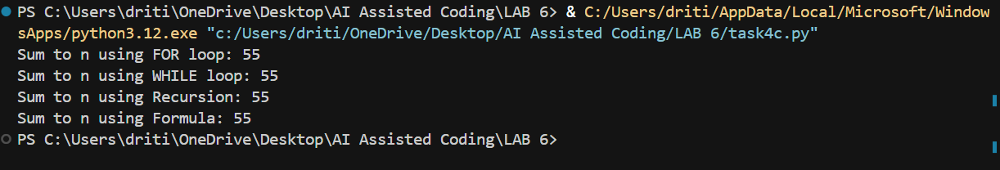 PS C:\Users\driti\OneDrive\Desktop\AI Assisted Coding\LAB 6> & C:/Users/driti/AppData/Local/Microsoft/Windo
wsApps/python3.12.exe "c:/Users/driti/OneDrive/Desktop/AI Assisted Coding/LAB 6/task4c.py"
Sum to n using FOR loop: 55
Sum to n using WHILE loop: 55
Sum to n using Recursion: 55
Sum to n using Formula: 55
PS C:\Users\driti\OneDrive\Desktop\AI Assisted Coding\LAB 6>